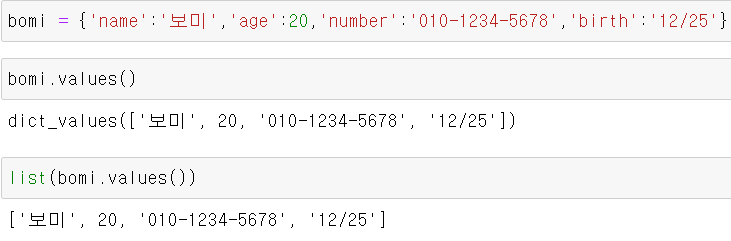 bomi = {'name':'보미','age':20,'number':'010-1234-5678','birth':'12/25'}
bomi.values()
dict_values(['보미', 20, '010-1234-5678', '12/25'])
list(bomi.values())
['보미', 20, '010-1234-5678', '12/25']